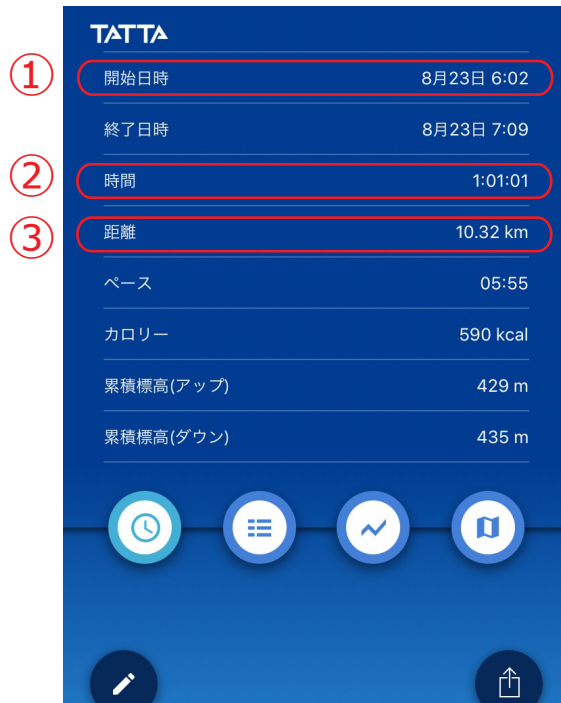 TATTA
① 開始日時 8月23日 6:02
終了日時 8月23日 7:09
② 時間 1:01:01
③ 距離 10.32 km
ペース 05:55
カロリー 590 kcal
累積標高(アップ) 429 m
累積標高(ダウン) 435 m